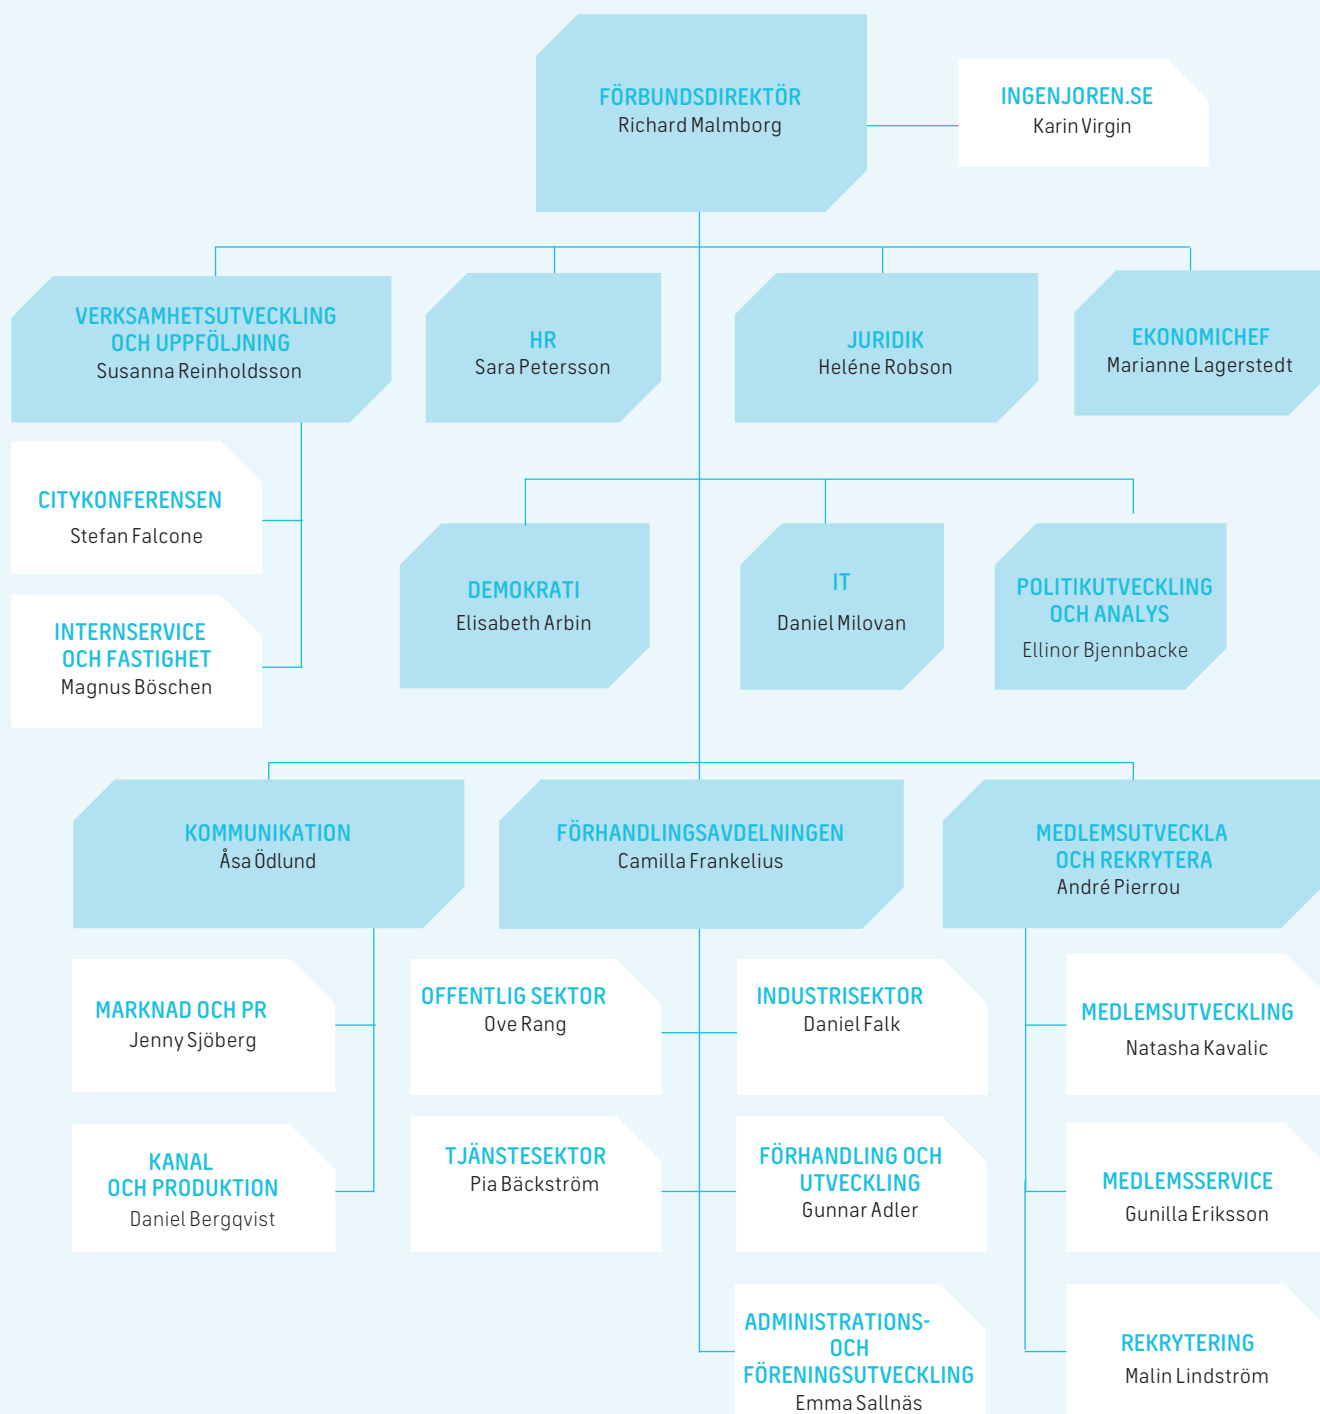 FÖRBUNDSDIREKTÖR
Richard Malmborg
INGENJOREN.SE
Karin Virgin
VERKSAMHETSUTVECKLING
OCH UPPFÖLJNING
Susanna Reinholdsson
HR
Sara Petersson
JURIDIK
Heléne Robson
EKONOMICHEF
Marianne Lagerstedt
CITYKONFERENSEN
Stefan Falcone
INTERNSERVICE
OCH FASTIGHET
Magnus Böschen
DEMOKRATI
Elisabeth Arbin
IT
Daniel Milovan
POLITIKUTVECKLING
OCH ANALYS
Ellinor Bjennbacke
KOMMUNIKATION
Åsa Ödlund
FÖRHANDLINGSAVDELNINGEN
Camilla Frankelius
MEDLEMSUTVECKLA
OCH REKRYTERA
André Pierrou
MARKNAD OCH PR
Jenny Sjöberg
OFFENTLIG SEKTOR
Ove Rang
INDUSTRISEKTOR
Daniel Falk
MEDLEMSUTVECKLING
Natasha Kavalic
KANAL
OCH PRODUKTION
Daniel Bergqvist
TJÄNSTESEKTOR
Pia Bäckström
FÖRHANDLING OCH
UTVECKLING
Gunnar Adler
MEDLEMSSERVICE
Gunilla Eriksson
ADMINISTRATIONS-
OCH
FÖRENINGSUTVECKLING
Emma Sallnäs
REKRYTERING
Malin Lindström